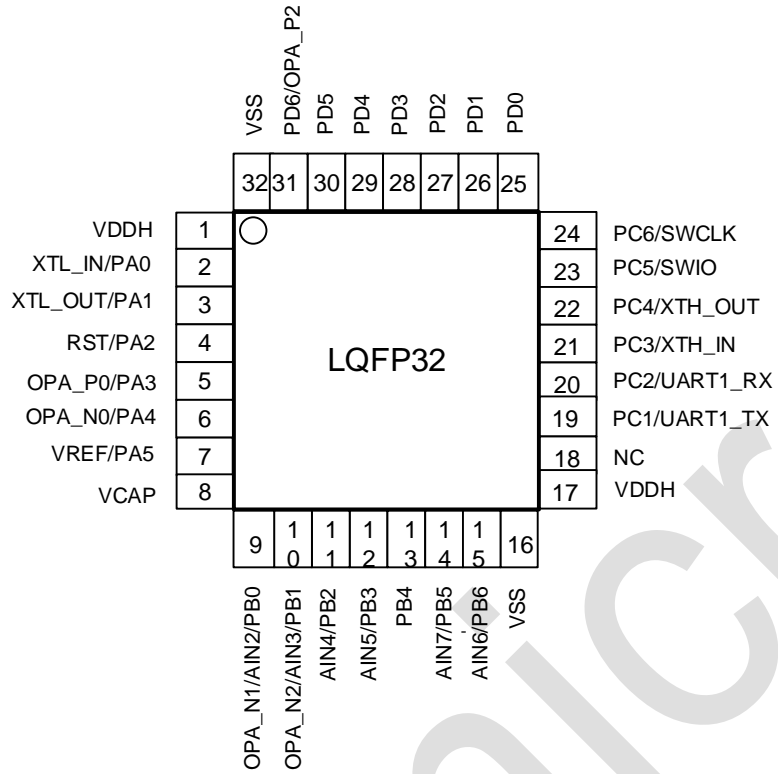 VSS
PD6/OPA_P2
PD5
PD4
PD3
PD2
PD1
PD0
32 31 30 29 28 27 26 25
VDDH 1
XTL_IN/PA0 2
XTL_OUT/PA1 3
RST/PA2 4
OPA_P0/PA3 5
OPA_N0/PA4 6
VREF/PA5 7
VCAP 8
LQFP32
24 PC6/SWCLK
23 PC5/SWIO
22 PC4/XTH_OUT
21 PC3/XTH_IN
20 PC2/UART1_RX
19 PC1/UART1_TX
18 NC
17 VDDH
9 10 11 12 13 14 15 16
OPA_N1/AIN2/PB0
OPA_N2/AIN3/PB1
AIN4/PB2
AIN5/PB3
PB4
AIN7/PB5
AIN6/PB6
VSS
micr